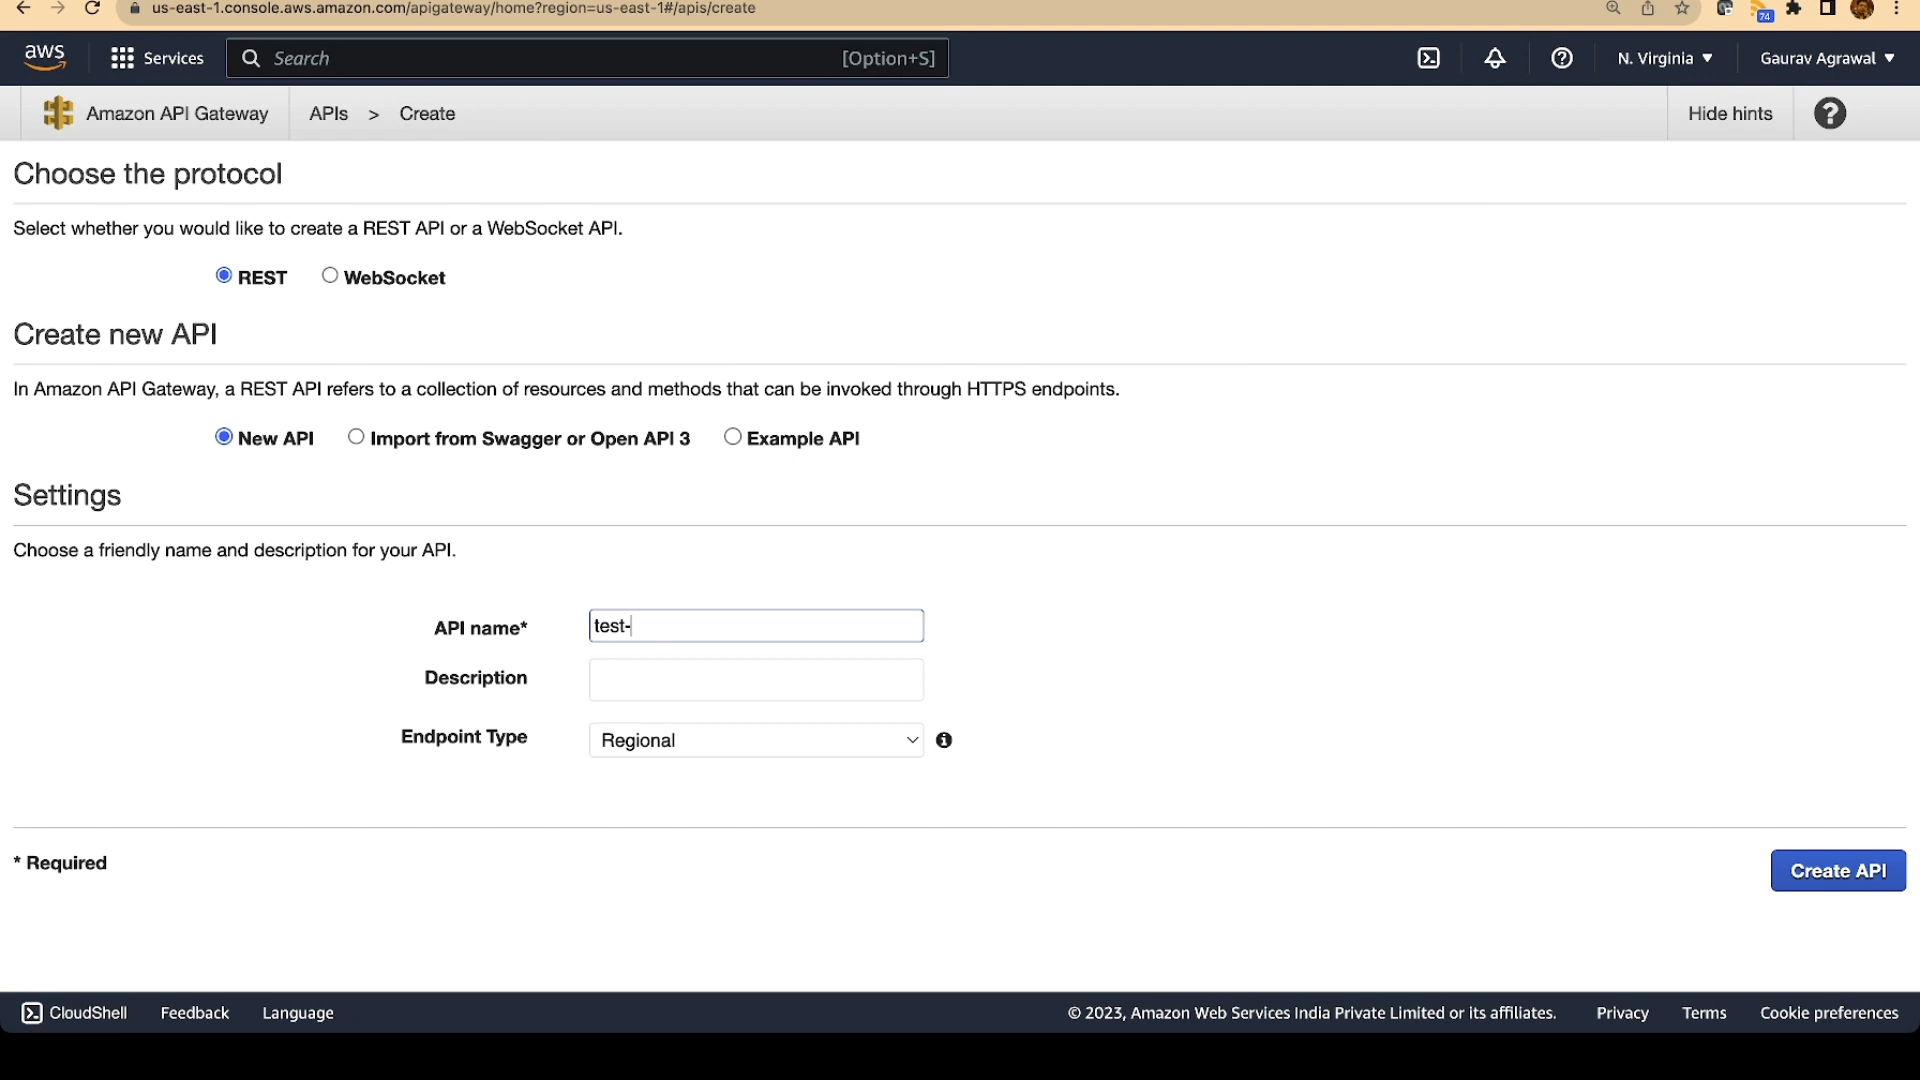 us-east-1.console.aws.amazon.com/apigateway/home?region=us-east-1#/apis/create
74
aws Services Search [Option+S] N. Virginia ▼ Gaurav Agrawal ▼
Amazon API Gateway APIs > Create Hide hints ?
Choose the protocol
Select whether you would like to create a REST API or a WebSocket API.
REST WebSocket
Create new API
In Amazon API Gateway, a REST API refers to a collection of resources and methods that can be invoked through HTTPS endpoints.
New API Import from Swagger or Open API 3 Example API
Settings
Choose a friendly name and description for your API.
API name* test-
Description
Endpoint Type Regional
* Required
Create API
CloudShell Feedback Language © 2023, Amazon Web Services India Private Limited or its affiliates. Privacy Terms Cookie preferences